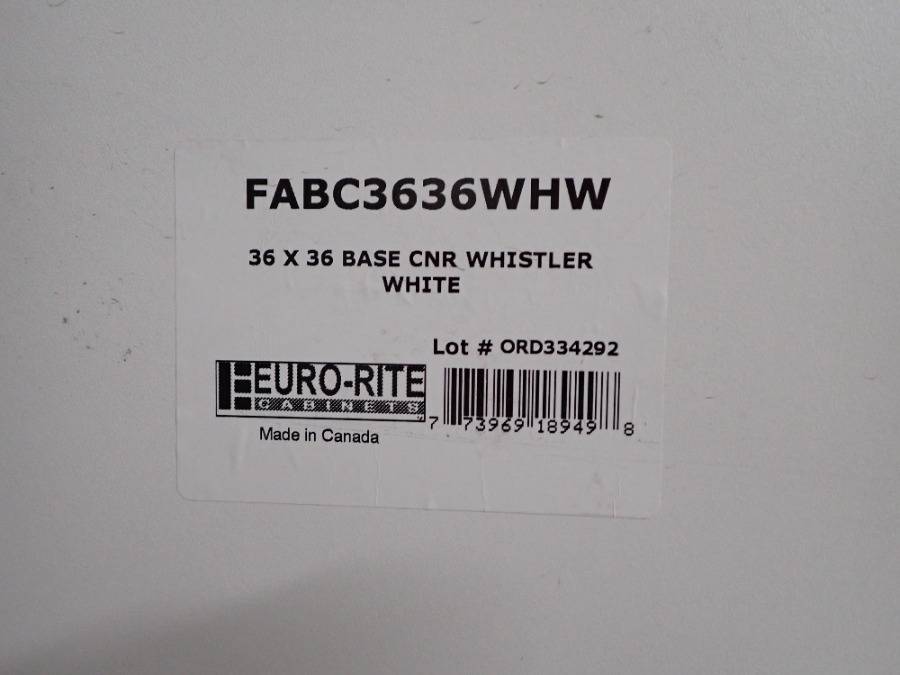 FABC3636WHW
36 X 36 BASE CNR WHISTLER
WHITE
Lot # ORD334292
EURO-RITE
CABINETS
Made in Canada
7 73969 18949 8